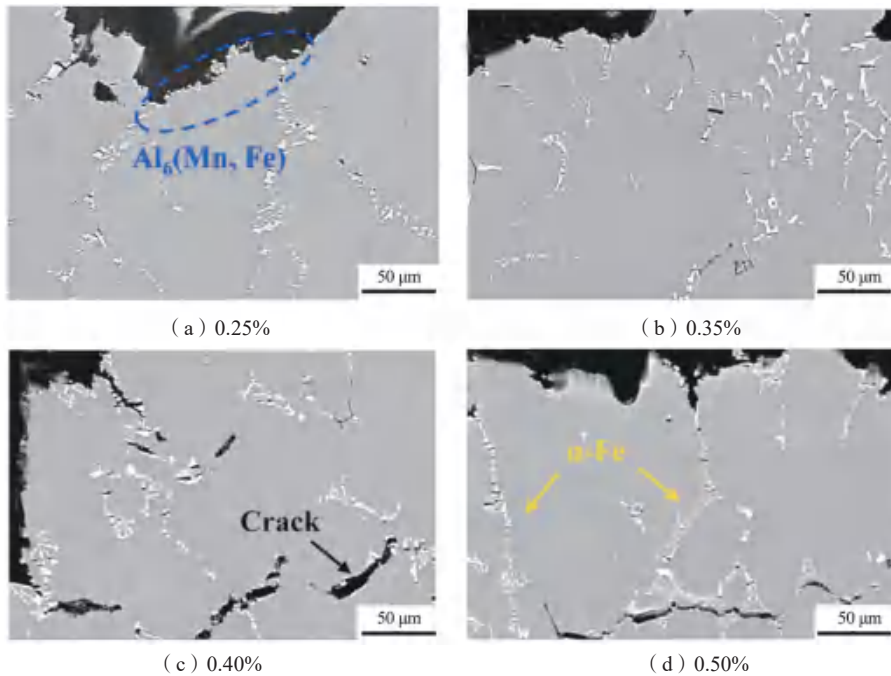 Al₆(Mn, Fe)
50 μm
50 μm
(a) 0.25%
(b) 0.35%
Crack
50 μm
α-Fe
50 μm
(c) 0.40%
(d) 0.50%